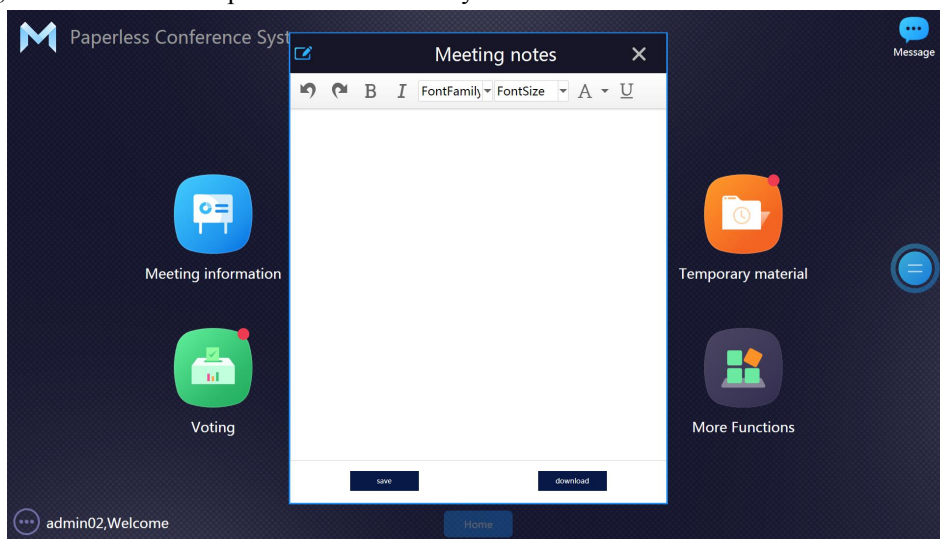 Paperless Conference Syst
Meeting notes
Message
B I FontFamily FontSize A U
Meeting information
Temporary material
Voting
More Functions
save
download
admin02,Welcome
Home